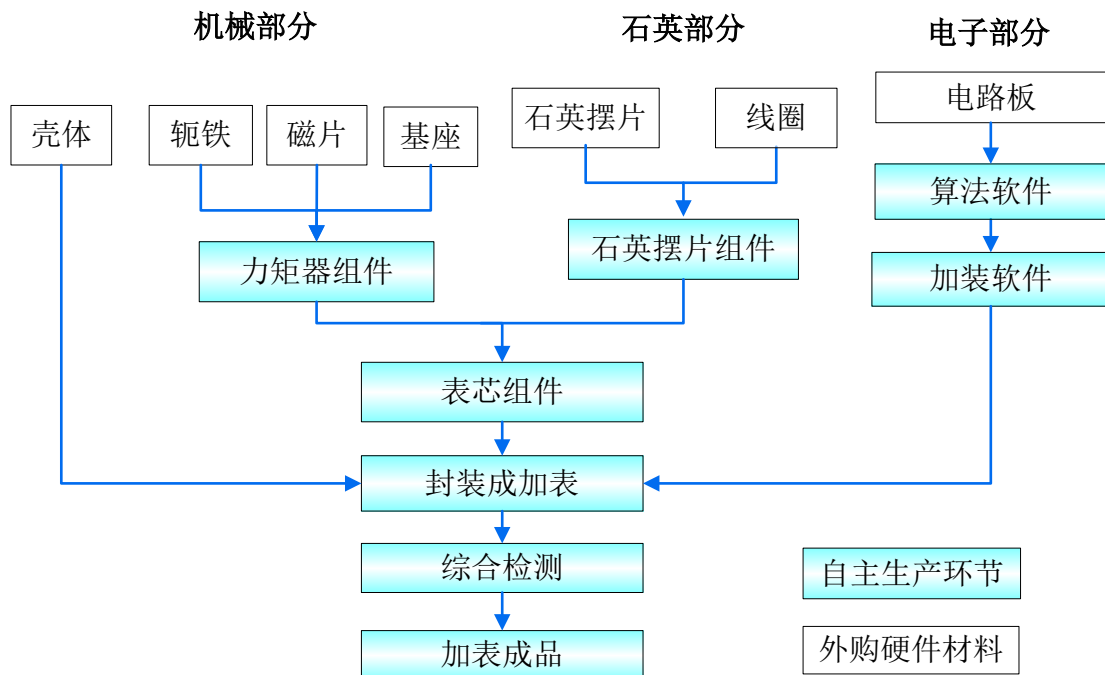 机械部分
石英部分
电子部分
壳体
轭铁
磁片
基座
石英摆片
线圈
电路板
算法软件
力矩器组件
石英摆片组件
加装软件
表芯组件
封装成加表
综合检测
自主生产环节
加表成品
外购硬件材料